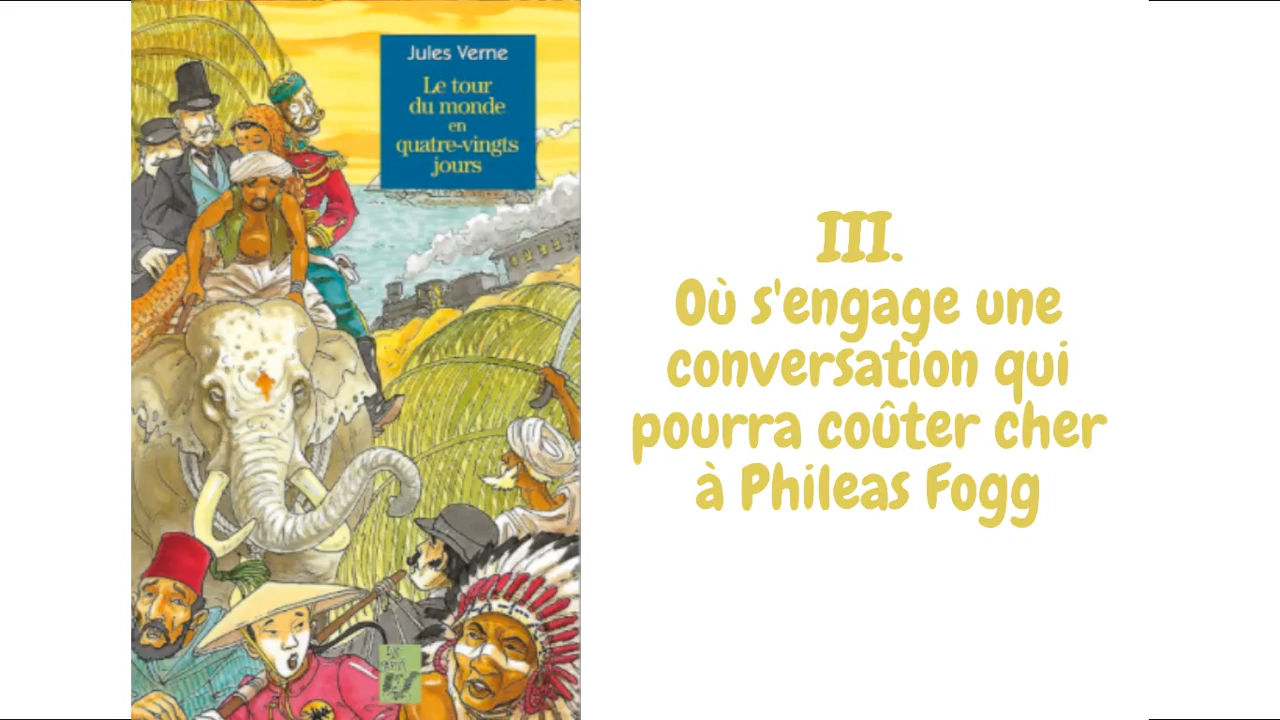 Jules Verne
Le tour
du monde
en
quatre-vingts
jours
III.
Où s'engage une
conversation qui
pourra coûter cher
à Phileas Fogg